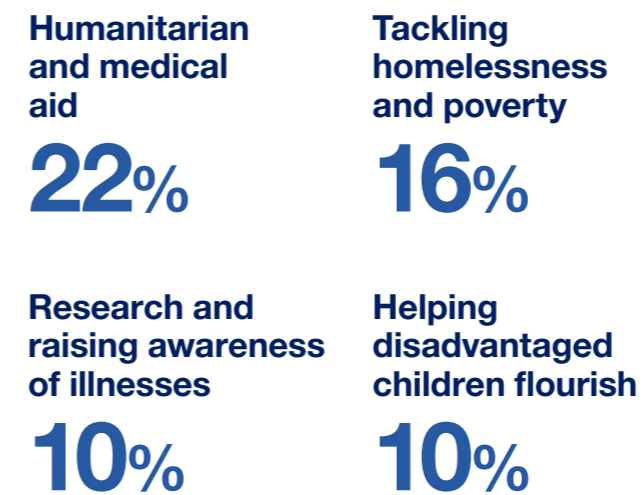 Humanitarian
and medical
aid
22%
Tackling
homelessness
and poverty
16%
Research and
raising awareness
of illnesses
10%
Helping
disadvantaged
children flourish
10%